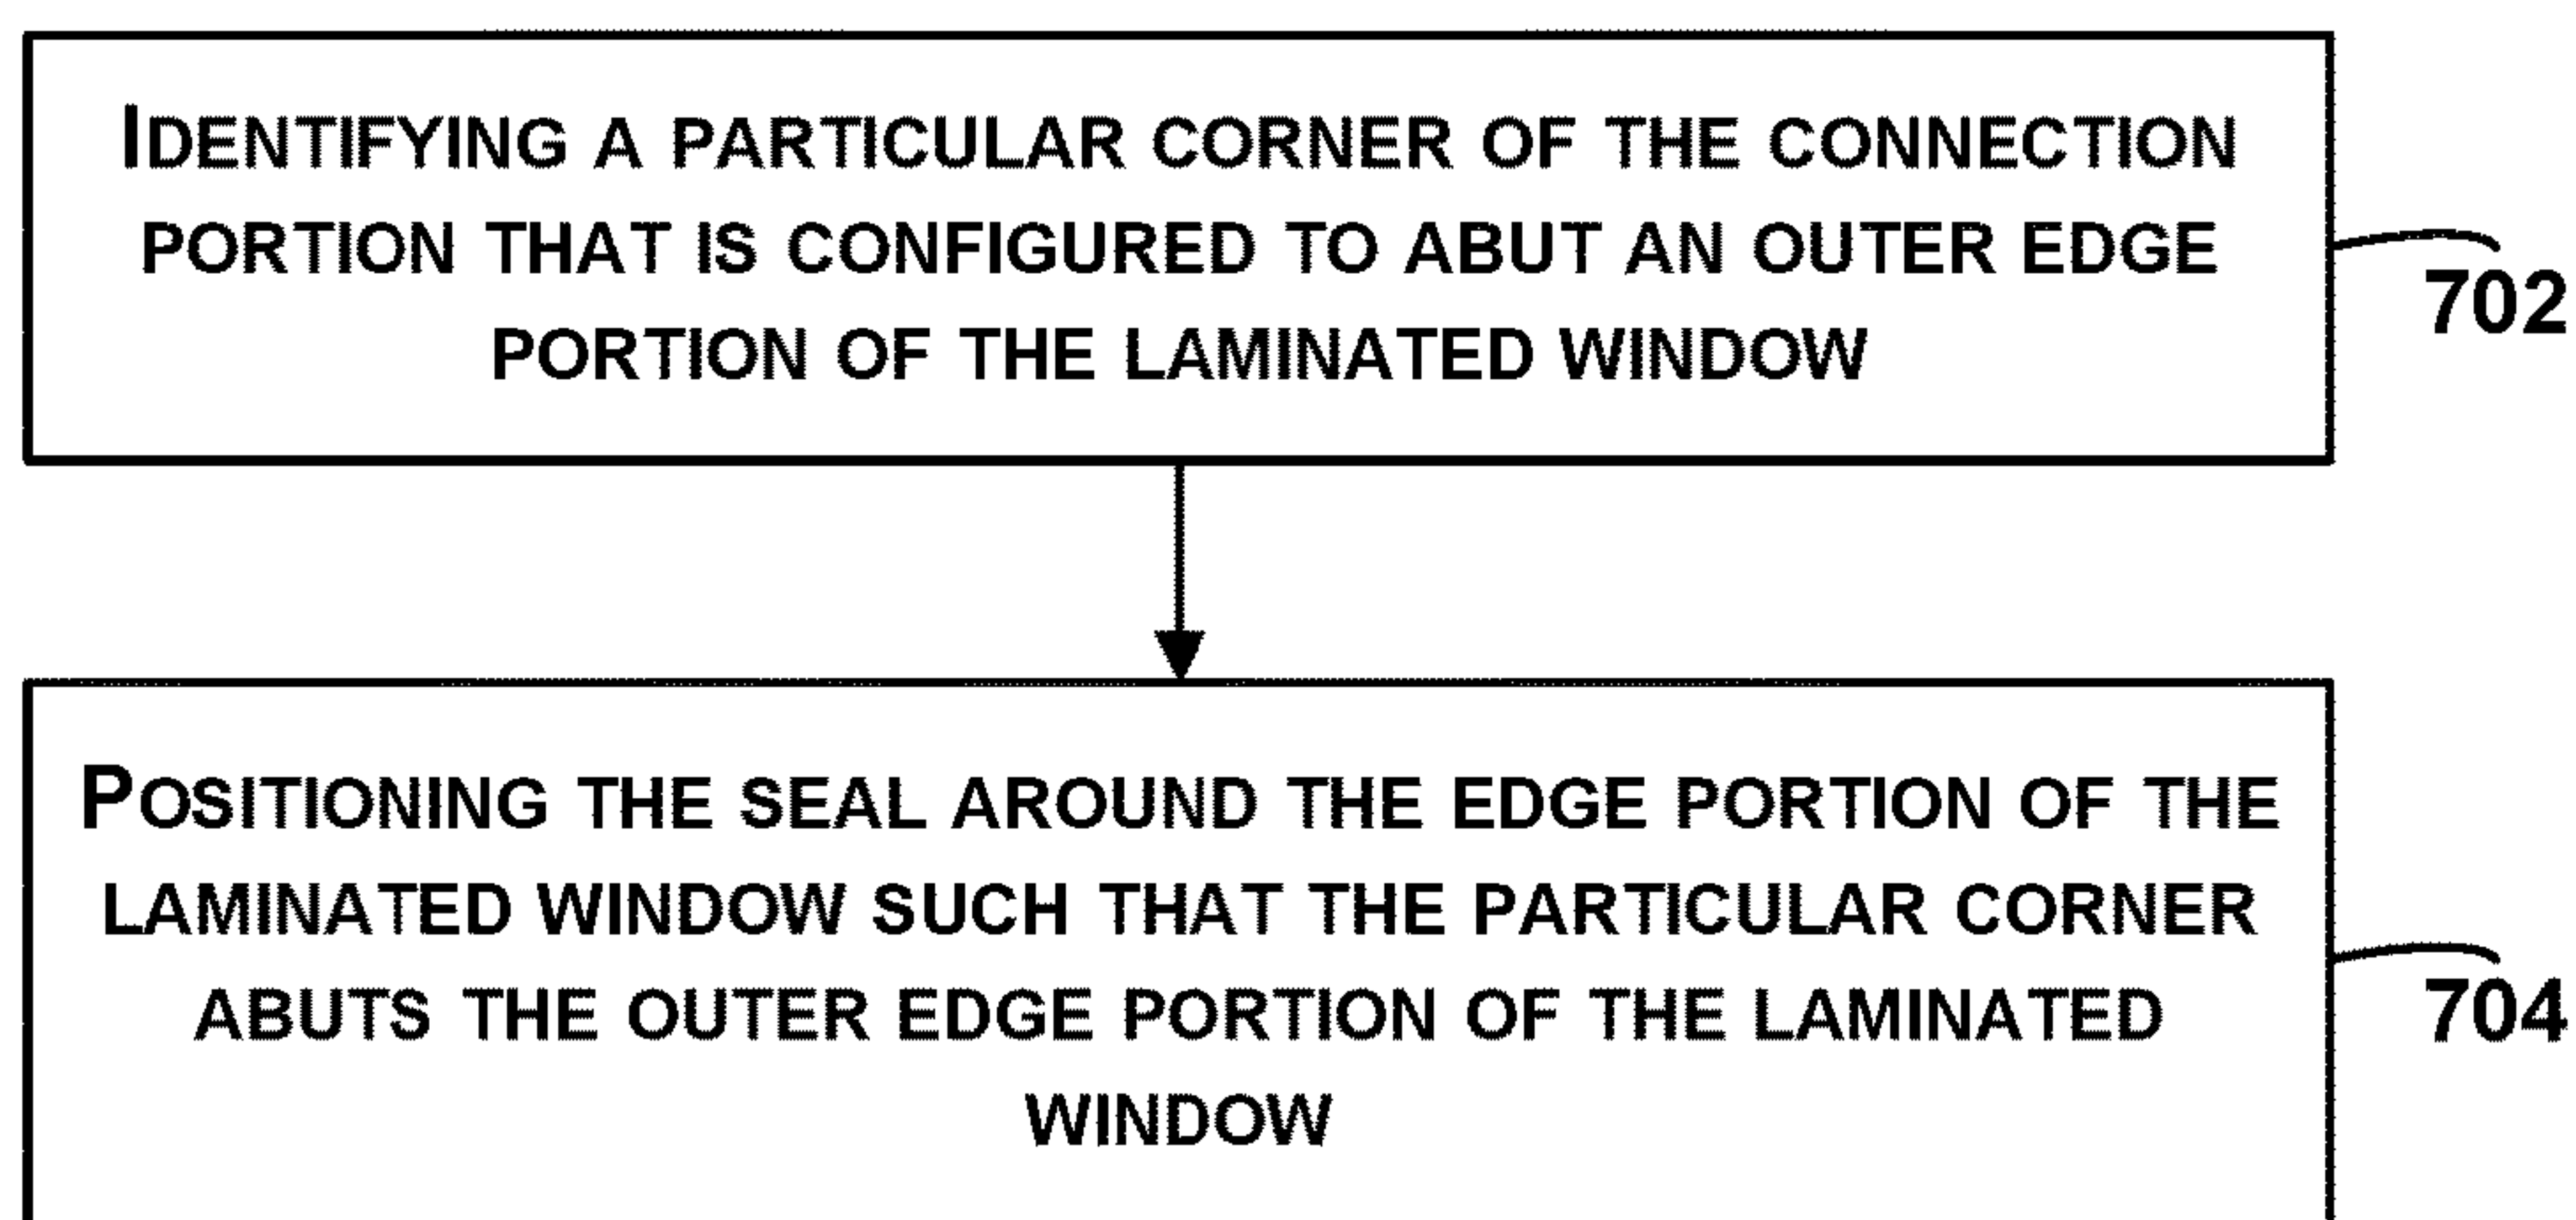 IDENTIFYING A PARTICULAR CORNER OF THE CONNECTION
PORTION THAT IS CONFIGURED TO ABUT AN OUTER EDGE
PORTION OF THE LAMINATED WINDOW
702
POSITIONING THE SEAL AROUND THE EDGE PORTION OF THE
LAMINATED WINDOW SUCH THAT THE PARTICULAR CORNER
ABUTS THE OUTER EDGE PORTION OF THE LAMINATED
WINDOW
704